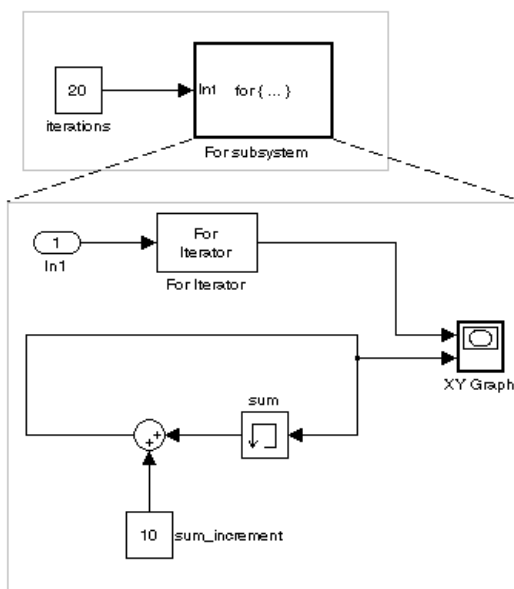 20
iterations
In1
for { ... }
For subsystem
1
In1
For
Iterator
For Iterator
XY Graph
sum
+
+
10
sum_increment